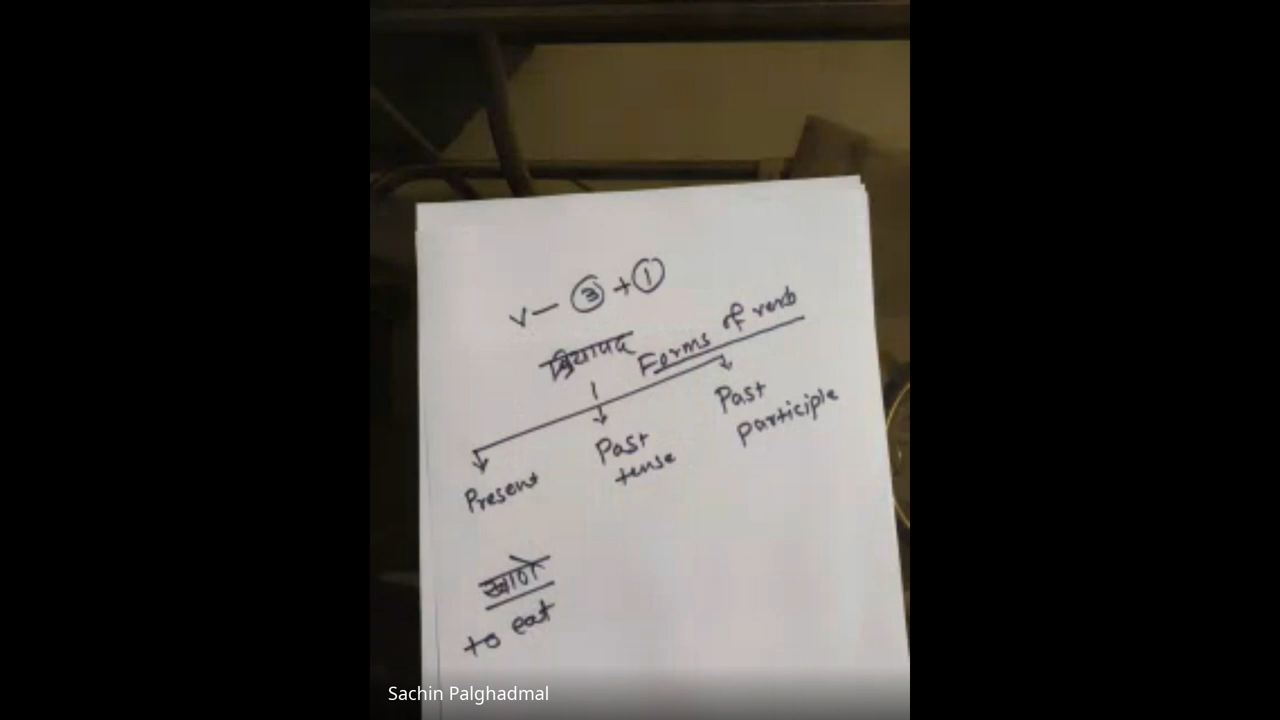 V – ③ + ①
क्रियापद Forms of verb
Present
Past tense
Past participle
खाणे
to eat
Sachin Palghadmal